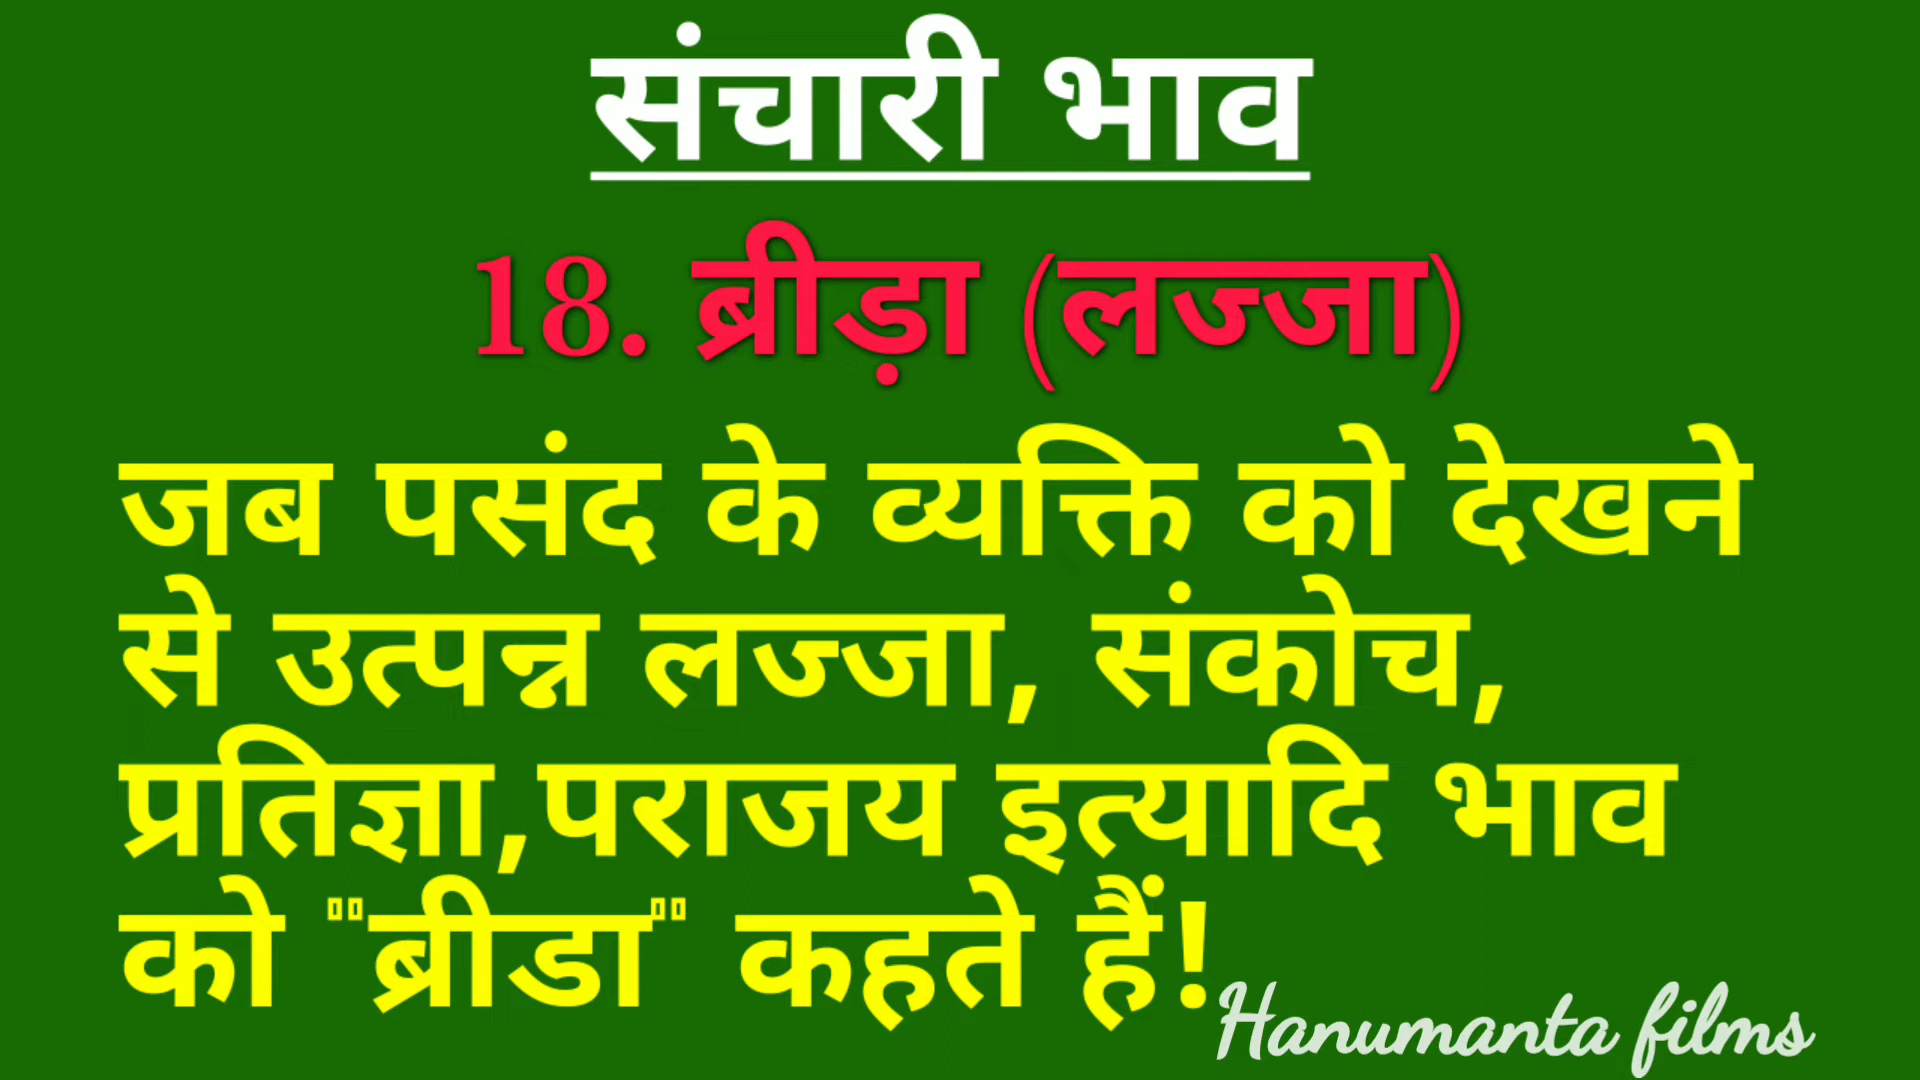 संचारी भाव
18. ब्रीड़ा (लज्जा)
जब पसंद के व्यक्ति को देखने
से उत्पन्न लज्जा, संकोच,
प्रतिज्ञा,पराजय इत्यादि भाव
को "ब्रीडा" कहते हैं!
Hanumanta films